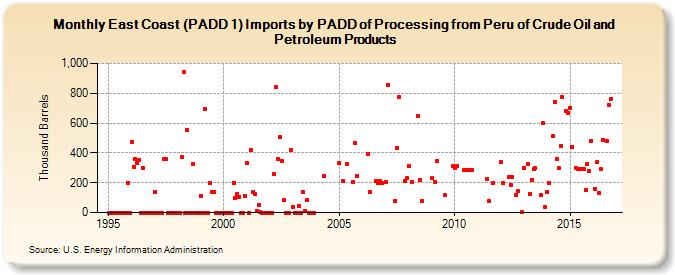 Monthly East Coast (PADD 1) Imports by PADD of Processing from Peru of Crude Oil and
Petroleum Products
Thousand Barrels
1,000
800
600
400
200
0
1995
2000
2005
2010
2015
Source: U.S. Energy Information Administration